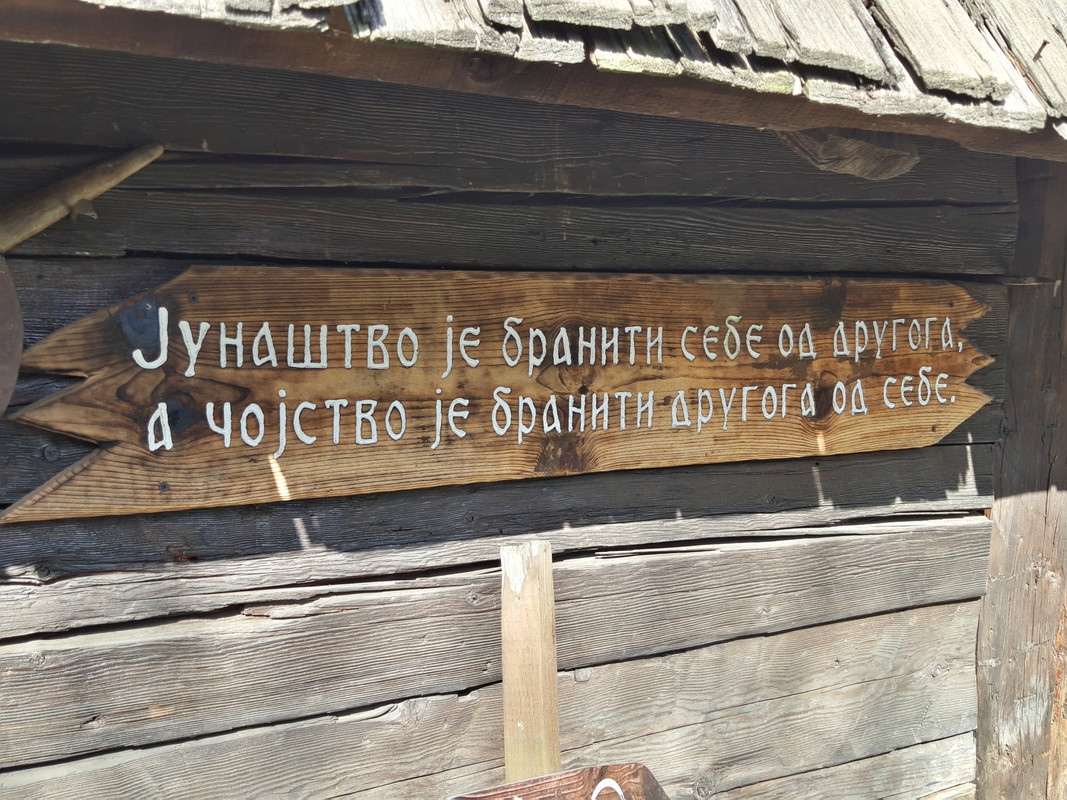 Јунаштво је бранити себе од другога,
а чојство је бранити другога од себе.